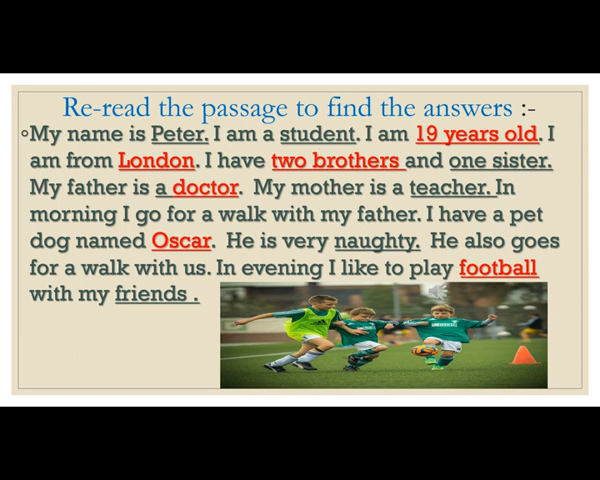 Re-read the passage to find the answers :-
◦My name is Peter. I am a student. I am 19 years old. I
am from London. I have two brothers and one sister.
My father is a doctor. My mother is a teacher. In
morning I go for a walk with my father. I have a pet
dog named Oscar. He is very naughty. He also goes
for a walk with us. In evening I like to play football
with my friends .